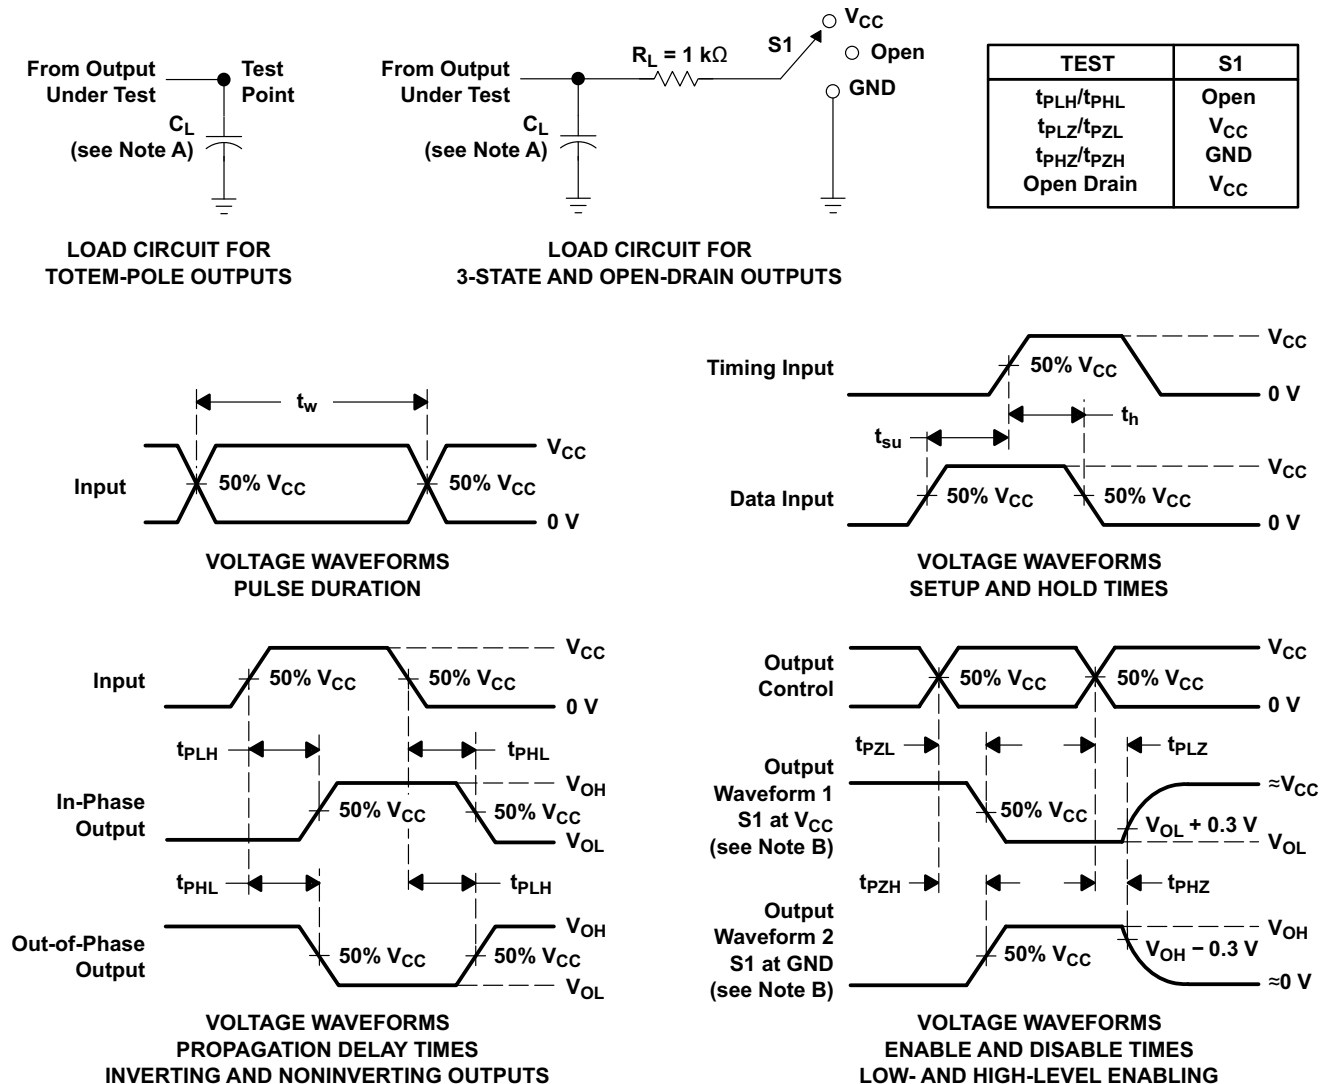 From Output
Under Test
Test
Point
CL
(see Note A)
LOAD CIRCUIT FOR
TOTEM-POLE OUTPUTS
From Output
Under Test
RL = 1 kΩ
S1
VCC
Open
GND
CL
(see Note A)
LOAD CIRCUIT FOR
3-STATE AND OPEN-DRAIN OUTPUTS
TEST S1
tPLH/tPHL Open
tPLZ/tPZL VCC
tPHZ/tPZH GND
Open Drain VCC
tw
Input
50% VCC
50% VCC
VCC
0 V
VOLTAGE WAVEFORMS
PULSE DURATION
Timing Input
50% VCC
VCC
0 V
th
tsu
Data Input
50% VCC
50% VCC
VCC
0 V
VOLTAGE WAVEFORMS
SETUP AND HOLD TIMES
Input
50% VCC
50% VCC
VCC
0 V
tPLH
tPHL
In-Phase
Output
50% VCC
50% VCC
VOH
VOL
tPHL
tPLH
Out-of-Phase
Output
50% VCC
50% VCC
VOH
VOL
VOLTAGE WAVEFORMS
PROPAGATION DELAY TIMES
INVERTING AND NONINVERTING OUTPUTS
Output
Control
50% VCC
50% VCC
VCC
0 V
tPZL
tPLZ
Output
Waveform 1
S1 at VCC
(see Note B)
50% VCC
≈VCC
VOL + 0.3 V
VOL
tPZH
tPHZ
Output
Waveform 2
S1 at GND
(see Note B)
50% VCC
VOH
VOH − 0.3 V
≈0 V
VOLTAGE WAVEFORMS
ENABLE AND DISABLE TIMES
LOW- AND HIGH-LEVEL ENABLING